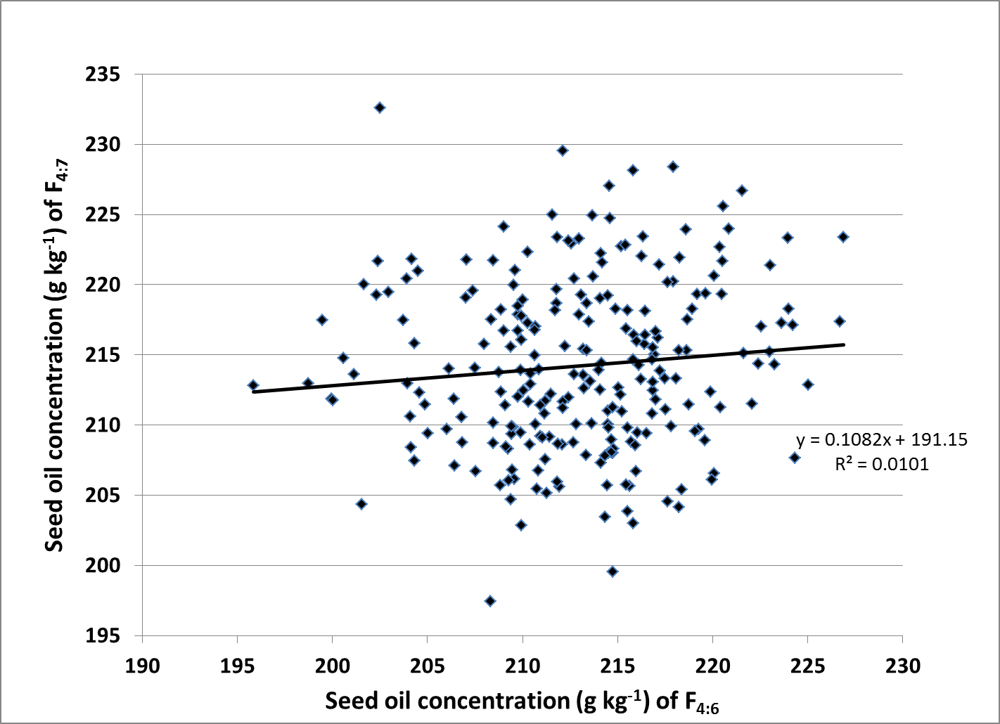 235
230
225
220
215
210
205
200
195
Seed oil concentration (g kg⁻¹) of F₄:₇
y = 0.1082x + 191.15
R² = 0.0101
190 195 200 205 210 215 220 225 230
Seed oil concentration (g kg⁻¹) of F₄:₆